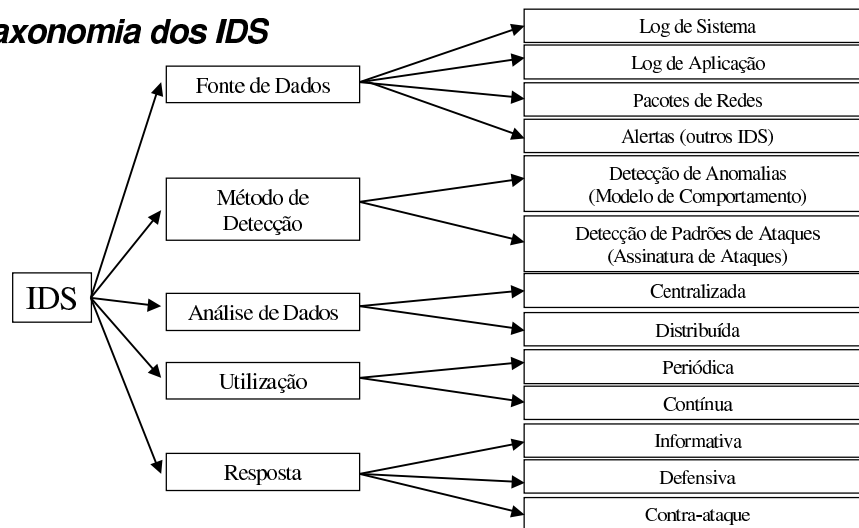 axonomia dos IDS
Log de Sistema
Fonte de Dados
Log de Aplicação
Pacotes de Redes
Alertas (outros IDS)
Método de
Detecção
Detecção de Anomalias
(Modelo de Comportamento)
Detecção de Padrões de Ataques
(Assinatura de Ataques)
IDS
Análise de Dados
Centralizada
Distribuída
Utilização
Periódica
Contínua
Resposta
Informativa
Defensiva
Contra-ataque